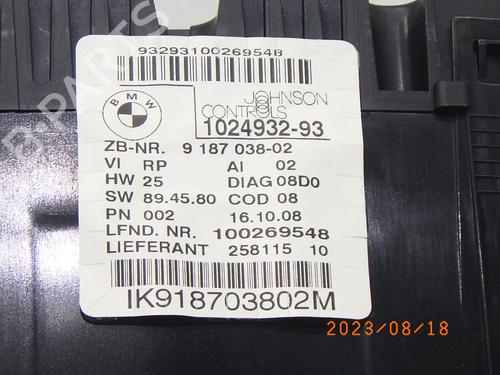 93293100269548
BMW
JOHNSON
CONTROLS
1024932-93
ZB-NR. 9 187 038-02
VI RP AI 02
HW 25 DIAG 08D0
SW 89.45.80 COD 08
PN 002 16.10.08
LFND. NR. 100269548
LIEFERANT 258115 10
IK918703802M
2023/08/18